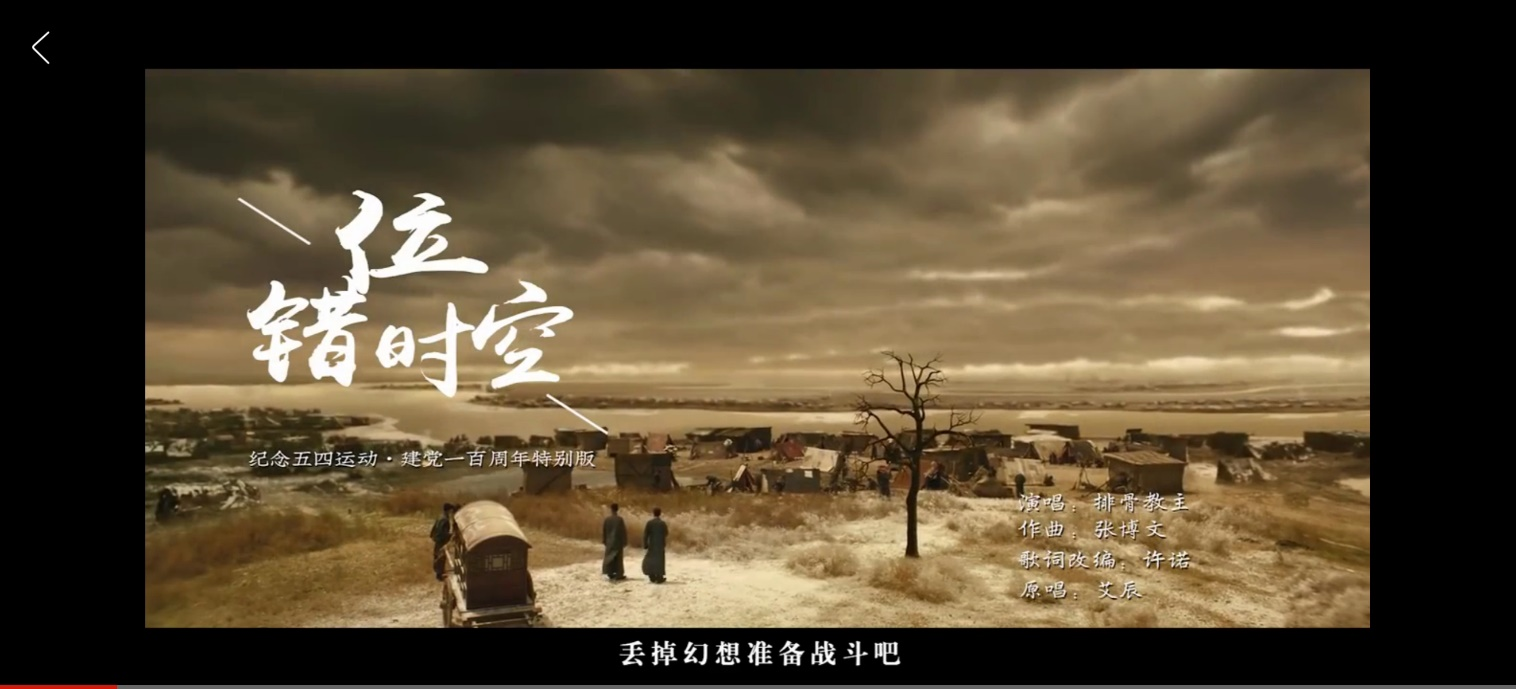 位
错时空
纪念五四运动·建党一百周年特别版
演唱：排骨教主
作曲：张博文
歌词改编：许诺
原唱：艾辰
丢掉幻想准备战斗吧